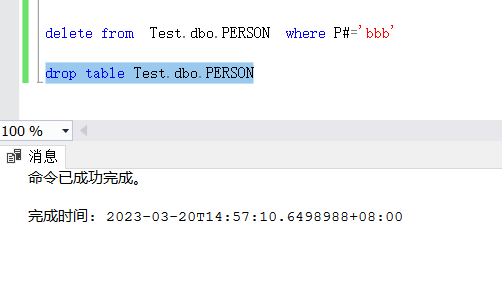 delete from  Test.dbo.PERSON  where P#='bbb'
drop table Test.dbo.PERSON
100 %
消息
命令已成功完成。
完成时间: 2023-03-20T14:57:10.6498988+08:00